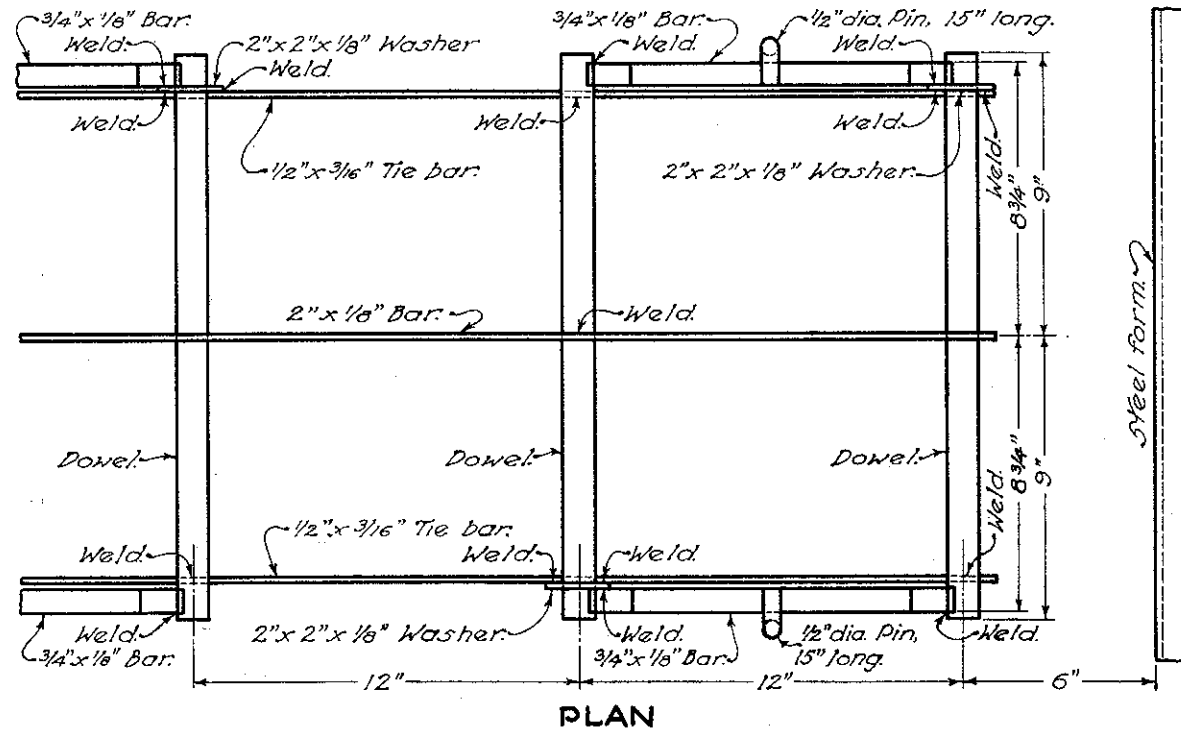 3/4" x 1/8" Bar.
3/4" x 1/8" Bar.
1/2" dia. Pin, 15" long.
Weld.
2" x 2" x 1/8" Washer
Weld.
Weld.
Weld.
Weld.
Weld.
Weld.
1/2" x 3/16" Tie bar.
2" x 2" x 1/8" Washer.
Weld.
8 3/4"
9"
Steel form.
2" x 1/8" Bar.
Weld.
Dowel.
Dowel.
Dowel.
8 3/4"
9"
Weld.
1/2" x 3/16" Tie bar.
Weld.
Weld.
Weld.
Weld.
2" x 2" x 1/8" Washer.
Weld.
1/2" dia. Pin,
15" long.
Weld.
3/4" x 1/8" Bar.
3/4" x 1/8" Bar.
12"
12"
6"
PLAN